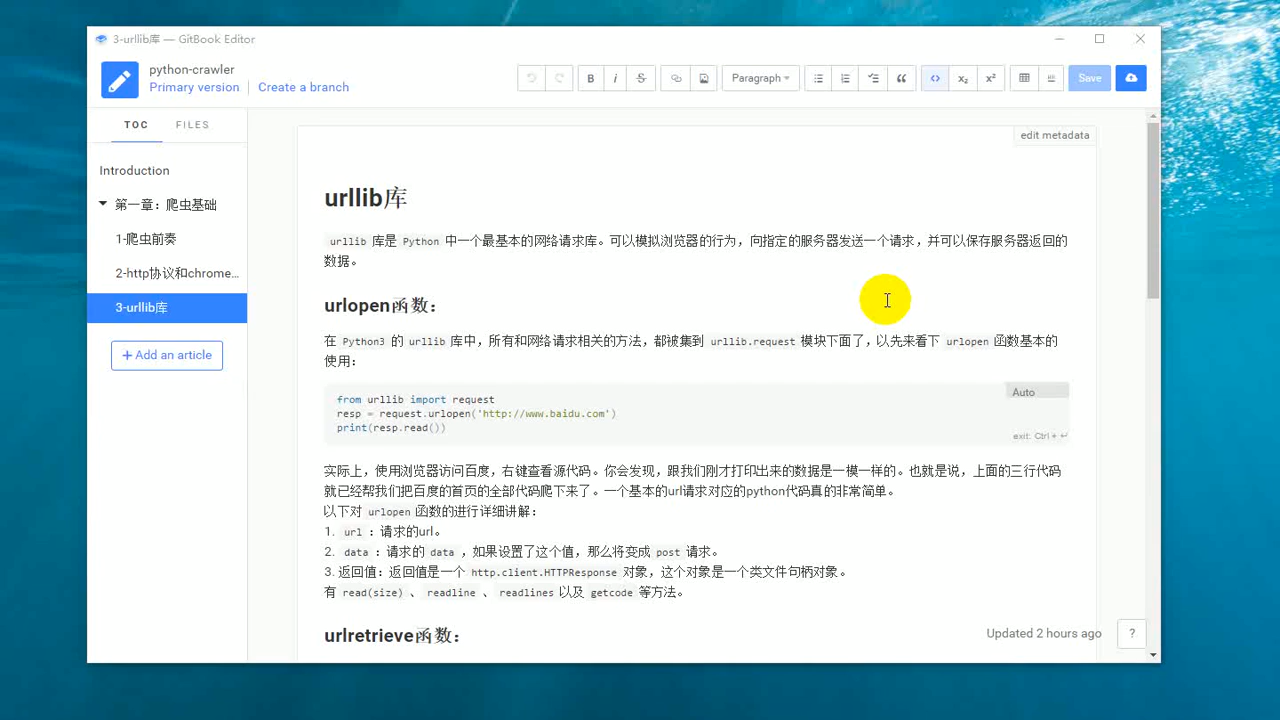 3-urllib库 — GitBook Editor
python-crawler
Primary version
Create a branch
B i S Paragraph Save
TOC FILES
Introduction
第一章：爬虫基础
1-爬虫前奏
2-http协议和chrome...
3-urllib库
+ Add an article
edit metadata
urllib库
urllib 库是 Python 中一个最基本的网络请求库。可以模拟浏览器的行为，向指定的服务器发送一个请求，并可以保存服务器返回的
数据。
urlopen函数：
在 Python3 的 urllib 库中，所有和网络请求相关的方法，都被集到 urllib.request 模块下面了，以先来看下 urlopen 函数基本的
使用：
Auto
from urllib import request
resp = request.urlopen('http://www.baidu.com')
print(resp.read())
exit: Ctrl + ↵
实际上，使用浏览器访问百度，右键查看源代码。你会发现，跟我们刚才打印出来的数据是一模一样的。也就是说，上面的三行代码
就已经帮我们把百度的首页的全部代码爬下来了。一个基本的url请求对应的python代码真的非常简单。
以下对 urlopen 函数的进行详细讲解：
1. url ：请求的url。
2. data ：请求的 data ，如果设置了这个值，那么将变成 post 请求。
3. 返回值：返回值是一个 http.client.HTTPResponse 对象，这个对象是一个类文件句柄对象。
有 read(size) 、 readline 、 readlines 以及 getcode 等方法。
urlretrieve函数：
Updated 2 hours ago
?